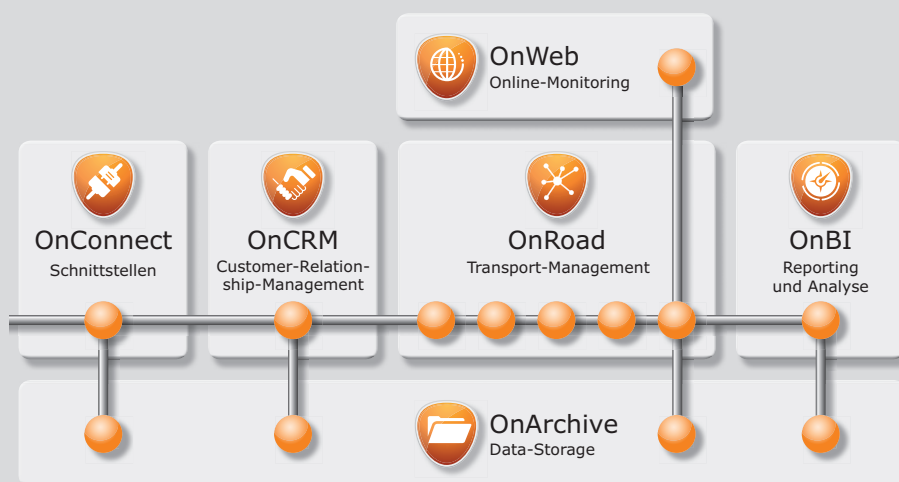 OnWeb
Online-Monitoring
OnConnect
Schnittstellen
OnCRM
Customer-Relation-
ship-Management
OnRoad
Transport-Management
OnBI
Reporting
und Analyse
OnArchive
Data-Storage